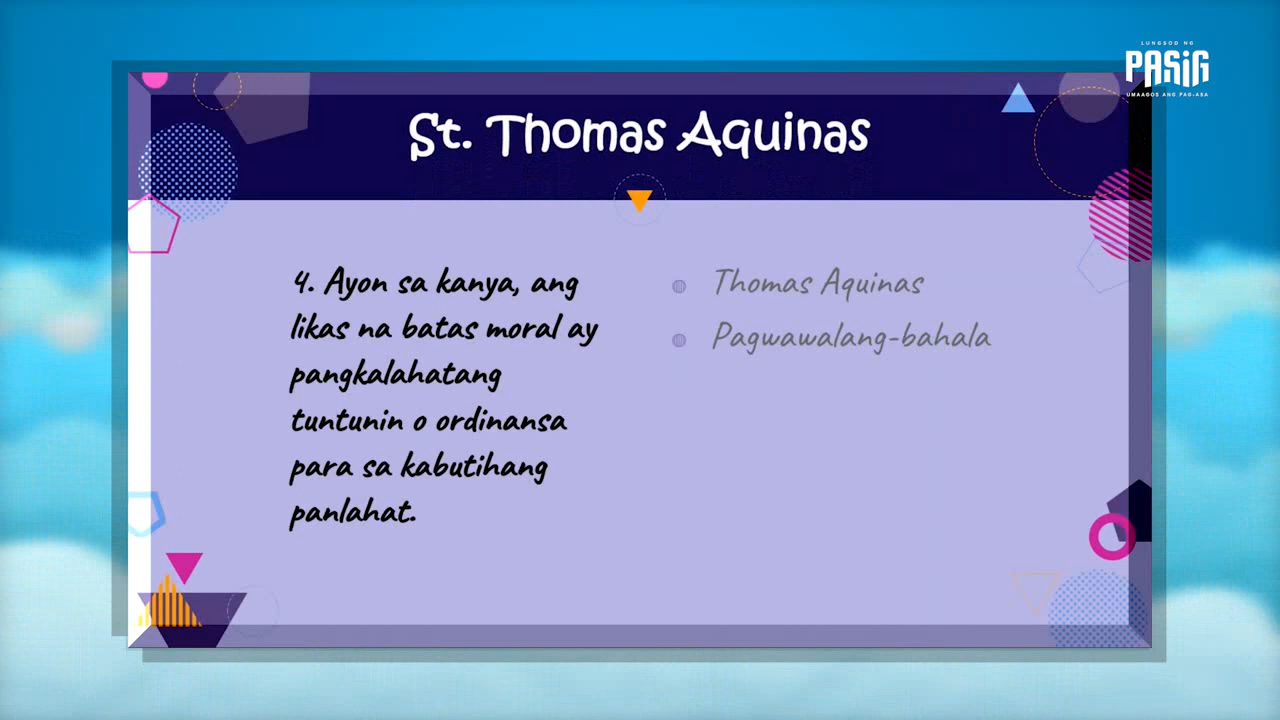 LUNGSOD NG
PASiG
UMAAGOS ANG PAG-ASA
St. Thomas Aquinas
4. Ayon sa kanya, ang
likas na batas moral ay
pangkalahatang
tuntunin o ordinansa
para sa kabutihang
panlahat.
Thomas Aquinas
Pagwawalang-bahala